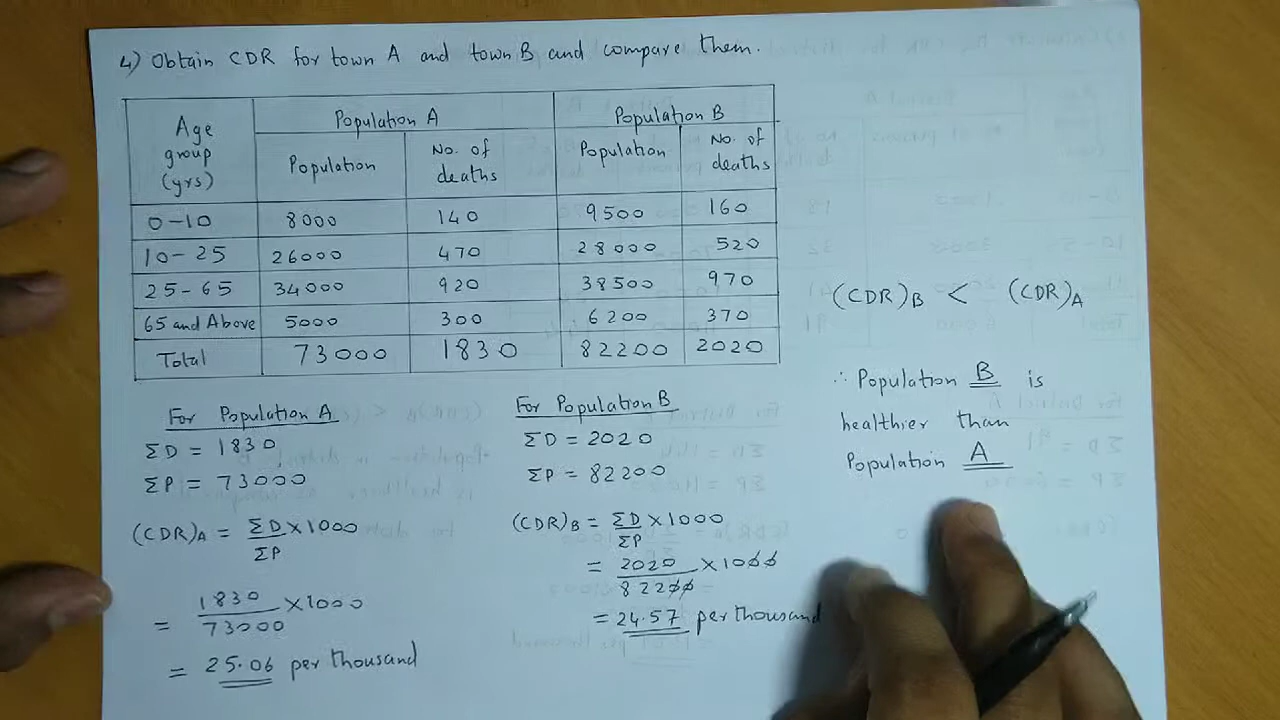 4) Obtain CDR for town A and town B and compare them.
Age group (yrs) Population A Population B
Population No. of deaths Population No. of deaths
0-10 8000 140 9500 160
10-25 26000 470 28000 520
25-65 34000 920 38500 970
65 and Above 5000 300 6200 370
Total 73000 1830 82200 2020
For Population A
ΣD = 1830
ΣP = 73000
(CDR)A = ΣD/ΣP × 1000
= 1830/73000 × 1000
= 25.06 per thousand
For Population B
ΣD = 2020
ΣP = 82200
(CDR)B = ΣD/ΣP × 1000
= 2020/82200 × 1000
= 24.57 per thousand
(CDR)B < (CDR)A
∴ Population B is
healthier than
Population A